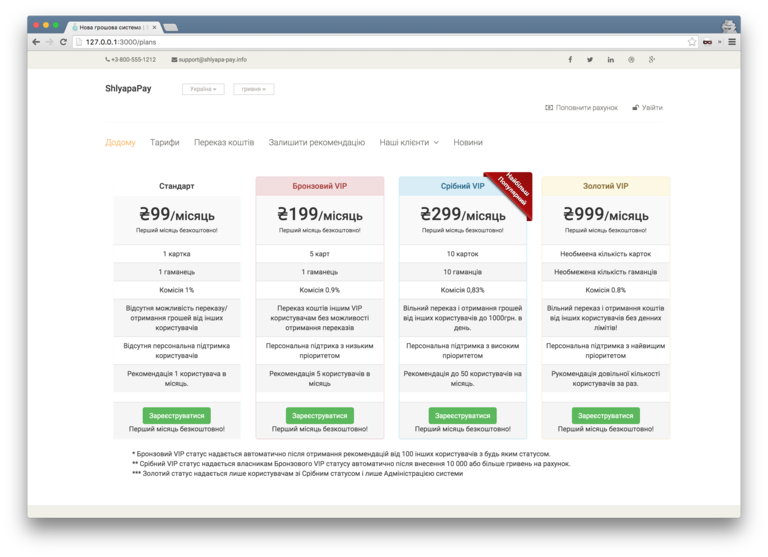 Нова грошова система |
127.0.0.1:3000/plans
+3-800-555-1212 support@shlyapa-pay.info
ShlyapaPay Україна гривня
Поповнити рахунок Увійти
Додому Тарифи Переказ коштів Залишити рекомендацію Наші клієнти Новини
Стандарт
₴99/місяць
Перший місяць безкоштовно!
1 картка
1 гаманець
Комісія 1%
Відсутня можливість переказу/
отримання грошей від інших
користувачів
Відсутня персональна підтримка
користувачів
Рекомендація 1 користувача в
місяць.
Зареєструватися
Перший місяць безкоштовно!
Бронзовий VIP
₴199/місяць
Перший місяць безкоштовно!
5 карт
1 гаманець
Комісія 0.9%
Переказ коштів іншим VIP
користувачам без можливості
отримання переказів
Персональна підтрика з низьким
пріоритетом
Рекомендація 5 користувачів в
місяць
Зареєструватися
Перший місяць безкоштовно!
Срібний VIP
Найбільш
Популярний
₴299/місяць
Перший місяць безкоштовно!
10 карток
10 гаманців
Комісія 0,83%
Вільний переказ і отримання грошей
від інших користувачів до 1000грн. в
день.
Персональна підтримка з високим
пріоритетом
Рекомендація до 50 користувачів на
місяць.
Зареєструватися
Перший місяць безкоштовно!
Золотий VIP
₴999/місяць
Перший місяць безкоштовно!
Необмеена кількість карток
Необмежена кількість гаманців
Комісія 0.8%
Вільний переказ і отримання коштів
від інших користувачів без денних
лімітів!
Персональна підтримка з найвищим
пріоритетом
Рукомендація довільної кількості
користувачів за раз.
Зареєструватися
Перший місяць безкоштовно!
* Бронзовий VIP статус надається автоматично після отримання рекомендацій від 100 інших користувачів з будь яким статусом.
** Срібний VIP статус надається власникам Бронзового VIP статусу автоматично після внесення 10 000 або більше гривень на рахунок.
*** Золотий статус надається лише користувачам зі Срібним статусом і лише Адміністрацією системи